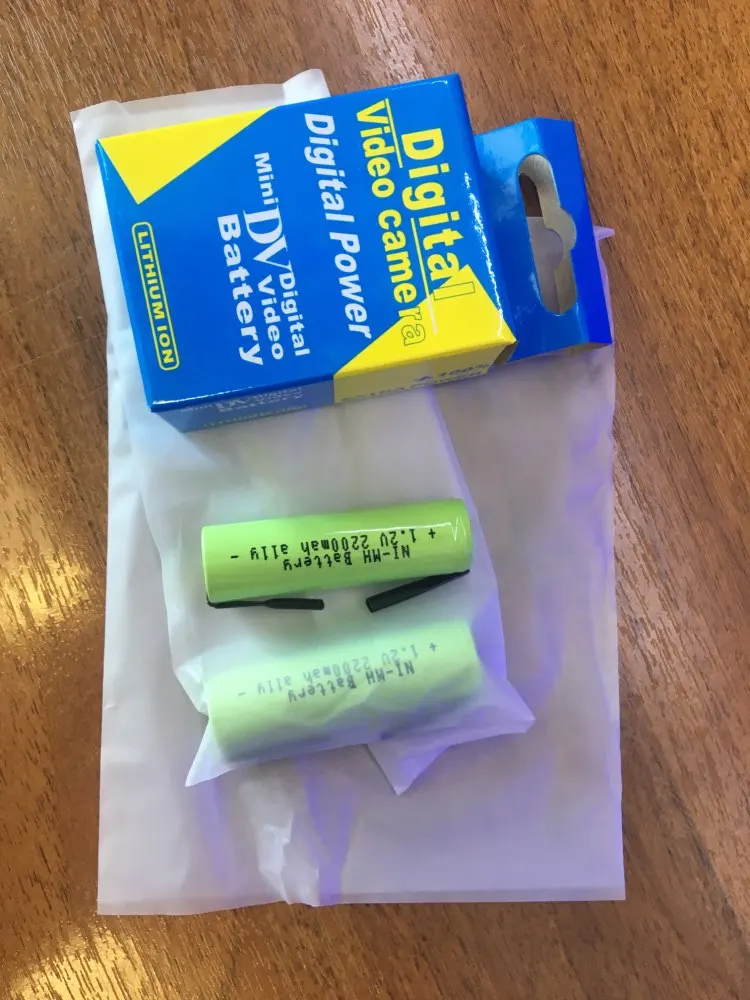 Digital
Video camera
Digital Power
Mini DV Digital Video
Battery
LITHIUM ION
100%
NI-MH Battery
+ 1.2V 2200mah ally -
NI-MH Battery
+ 1.2V 2200mah ally -